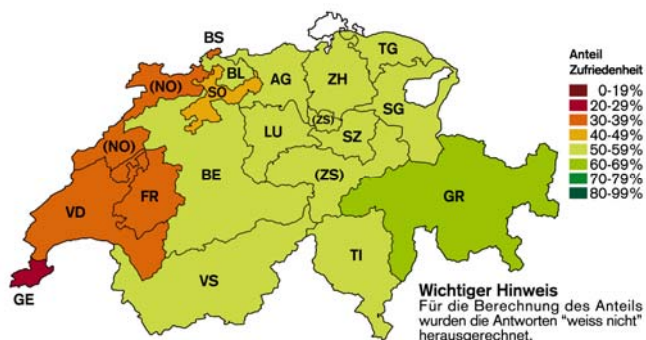 BS
TG
(NO)
BL
AG
ZH
SO
SG
(ZS)
(NO)
LU
SZ
BE
(ZS)
FR
GR
VD
TI
VS
GE
Anteil
Zufriedenheit
0-19%
20-29%
30-39%
40-49%
50-59%
60-69%
70-79%
80-99%
Wichtiger Hinweis
Für die Berechnung des Anteils
wurden die Antworten "weiss nicht"
herausgerechnet.